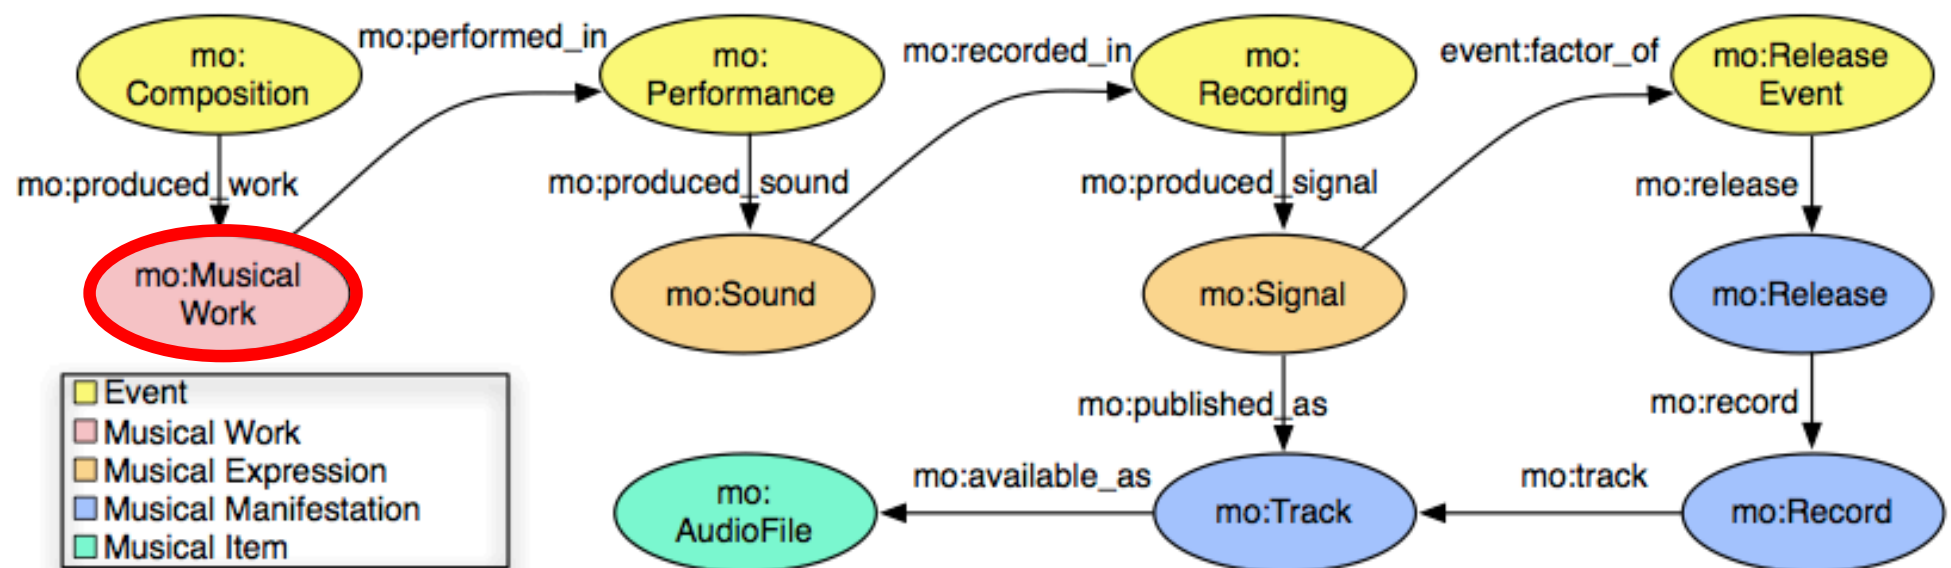 mo:
Composition
mo:performed_in
mo:
Performance
mo:recorded_in
mo:
Recording
event:factor_of
mo:Release
Event
mo:produced_work
mo:produced_sound
mo:produced_signal
mo:release
mo:Musical
Work
mo:Sound
mo:Signal
mo:Release
mo:published_as
mo:record
Event
Musical Work
Musical Expression
Musical Manifestation
Musical Item
mo:
AudioFile
mo:available_as
mo:Track
mo:track
mo:Record